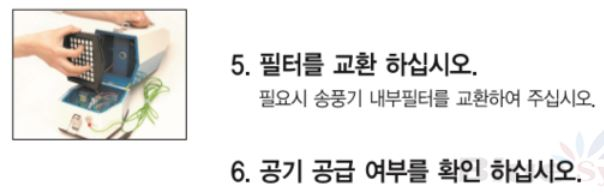 5. 필터를 교환 하십시오.
필요시 송풍기 내부필터를 교환하여 주십시오.
6. 공기 공급 여부를 확인 하십시오.